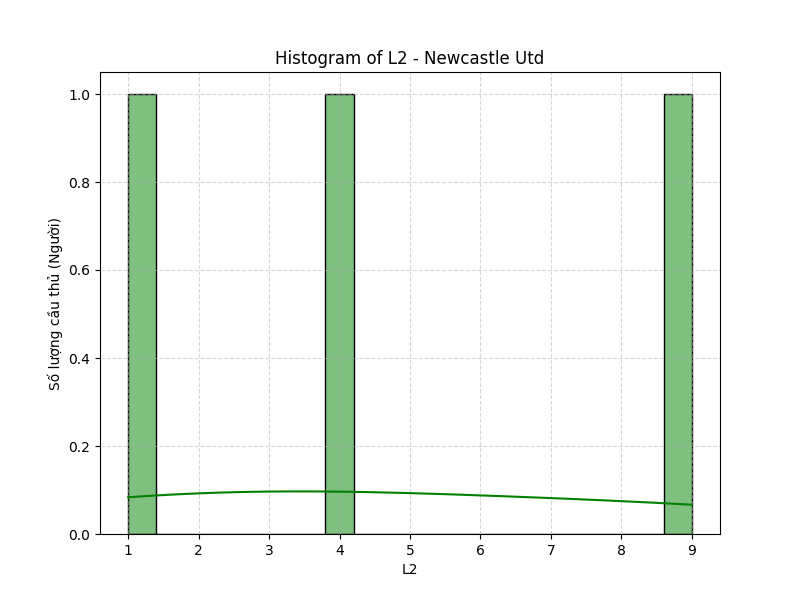 Histogram of L2 - Newcastle Utd
Số lượng cầu thủ (Người)
1.0
0.8
0.6
0.4
0.2
0.0
1 2 3 4 5 6 7 8 9
L2